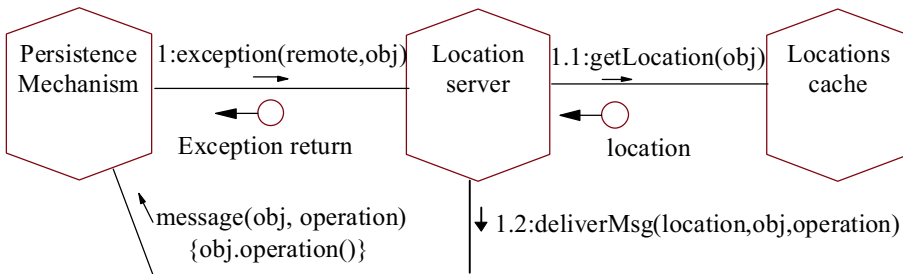 Persistence
Mechanism
1:exception(remote,obj)
Location
server
1.1:getLocation(obj)
Locations
cache
Exception return
location
message(obj, operation)
{obj.operation()}
1.2:deliverMsg(location,obj,operation)